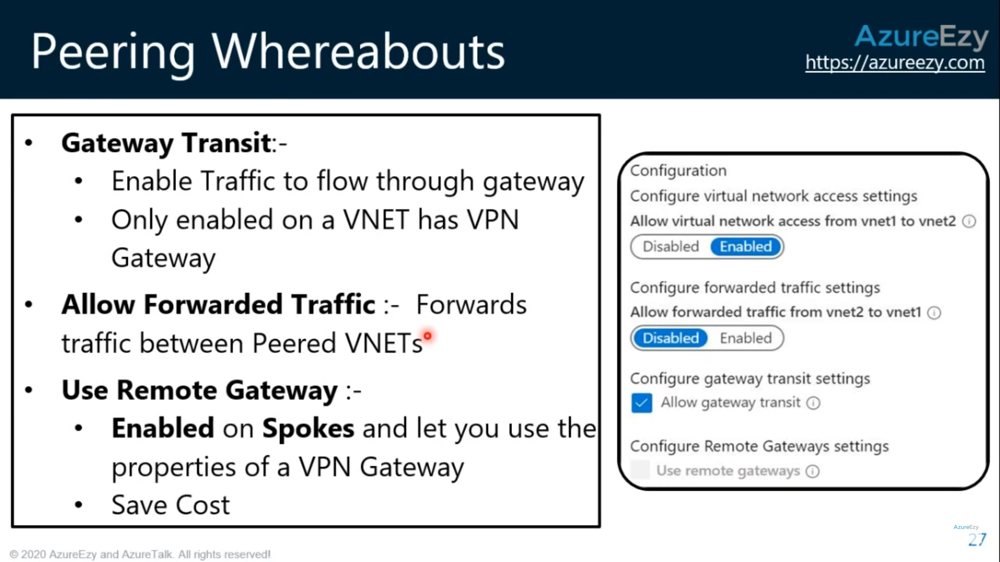 Peering Whereabouts
AzureEzy
https://azureezy.com
• Gateway Transit:-
• Enable Traffic to flow through gateway
• Only enabled on a VNET has VPN
Gateway
• Allow Forwarded Traffic :- Forwards
traffic between Peered VNETs
• Use Remote Gateway :-
• Enabled on Spokes and let you use the
properties of a VPN Gateway
• Save Cost
Configuration
Configure virtual network access settings
Allow virtual network access from vnet1 to vnet2
Disabled Enabled
Configure forwarded traffic settings
Allow forwarded traffic from vnet2 to vnet1
Disabled Enabled
Configure gateway transit settings
Allow gateway transit
Configure Remote Gateways settings
Use remote gateways
AzureEzy
27
© 2020 AzureEzy and AzureTalk. All rights reserved!